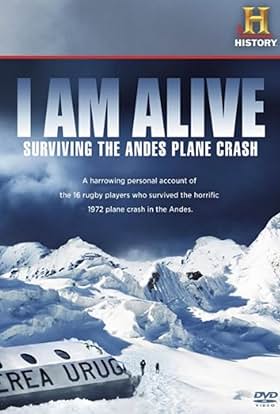 H
HISTORY
I AM ALIVE
SURVIVING THE ANDES PLANE CRASH
A harrowing personal account of
the 16 rugby players who survived the horrific
1972 plane crash in the Andes.
EREA URUG
DVD
VIDEO